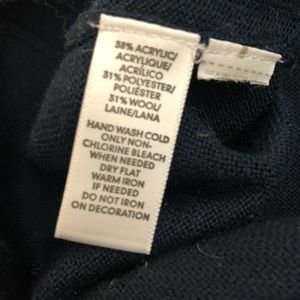 38% ACRYLIC/
ACRYLIQUE/
ACRÍLICO
31% POLYESTER/
POLIÉSTER
31% WOOL/
LAINE/LANA
HAND WASH COLD
ONLY NON-
CHLORINE BLEACH
WHEN NEEDED
DRY FLAT
WARM IRON
IF NEEDED
DO NOT IRON
ON DECORATION